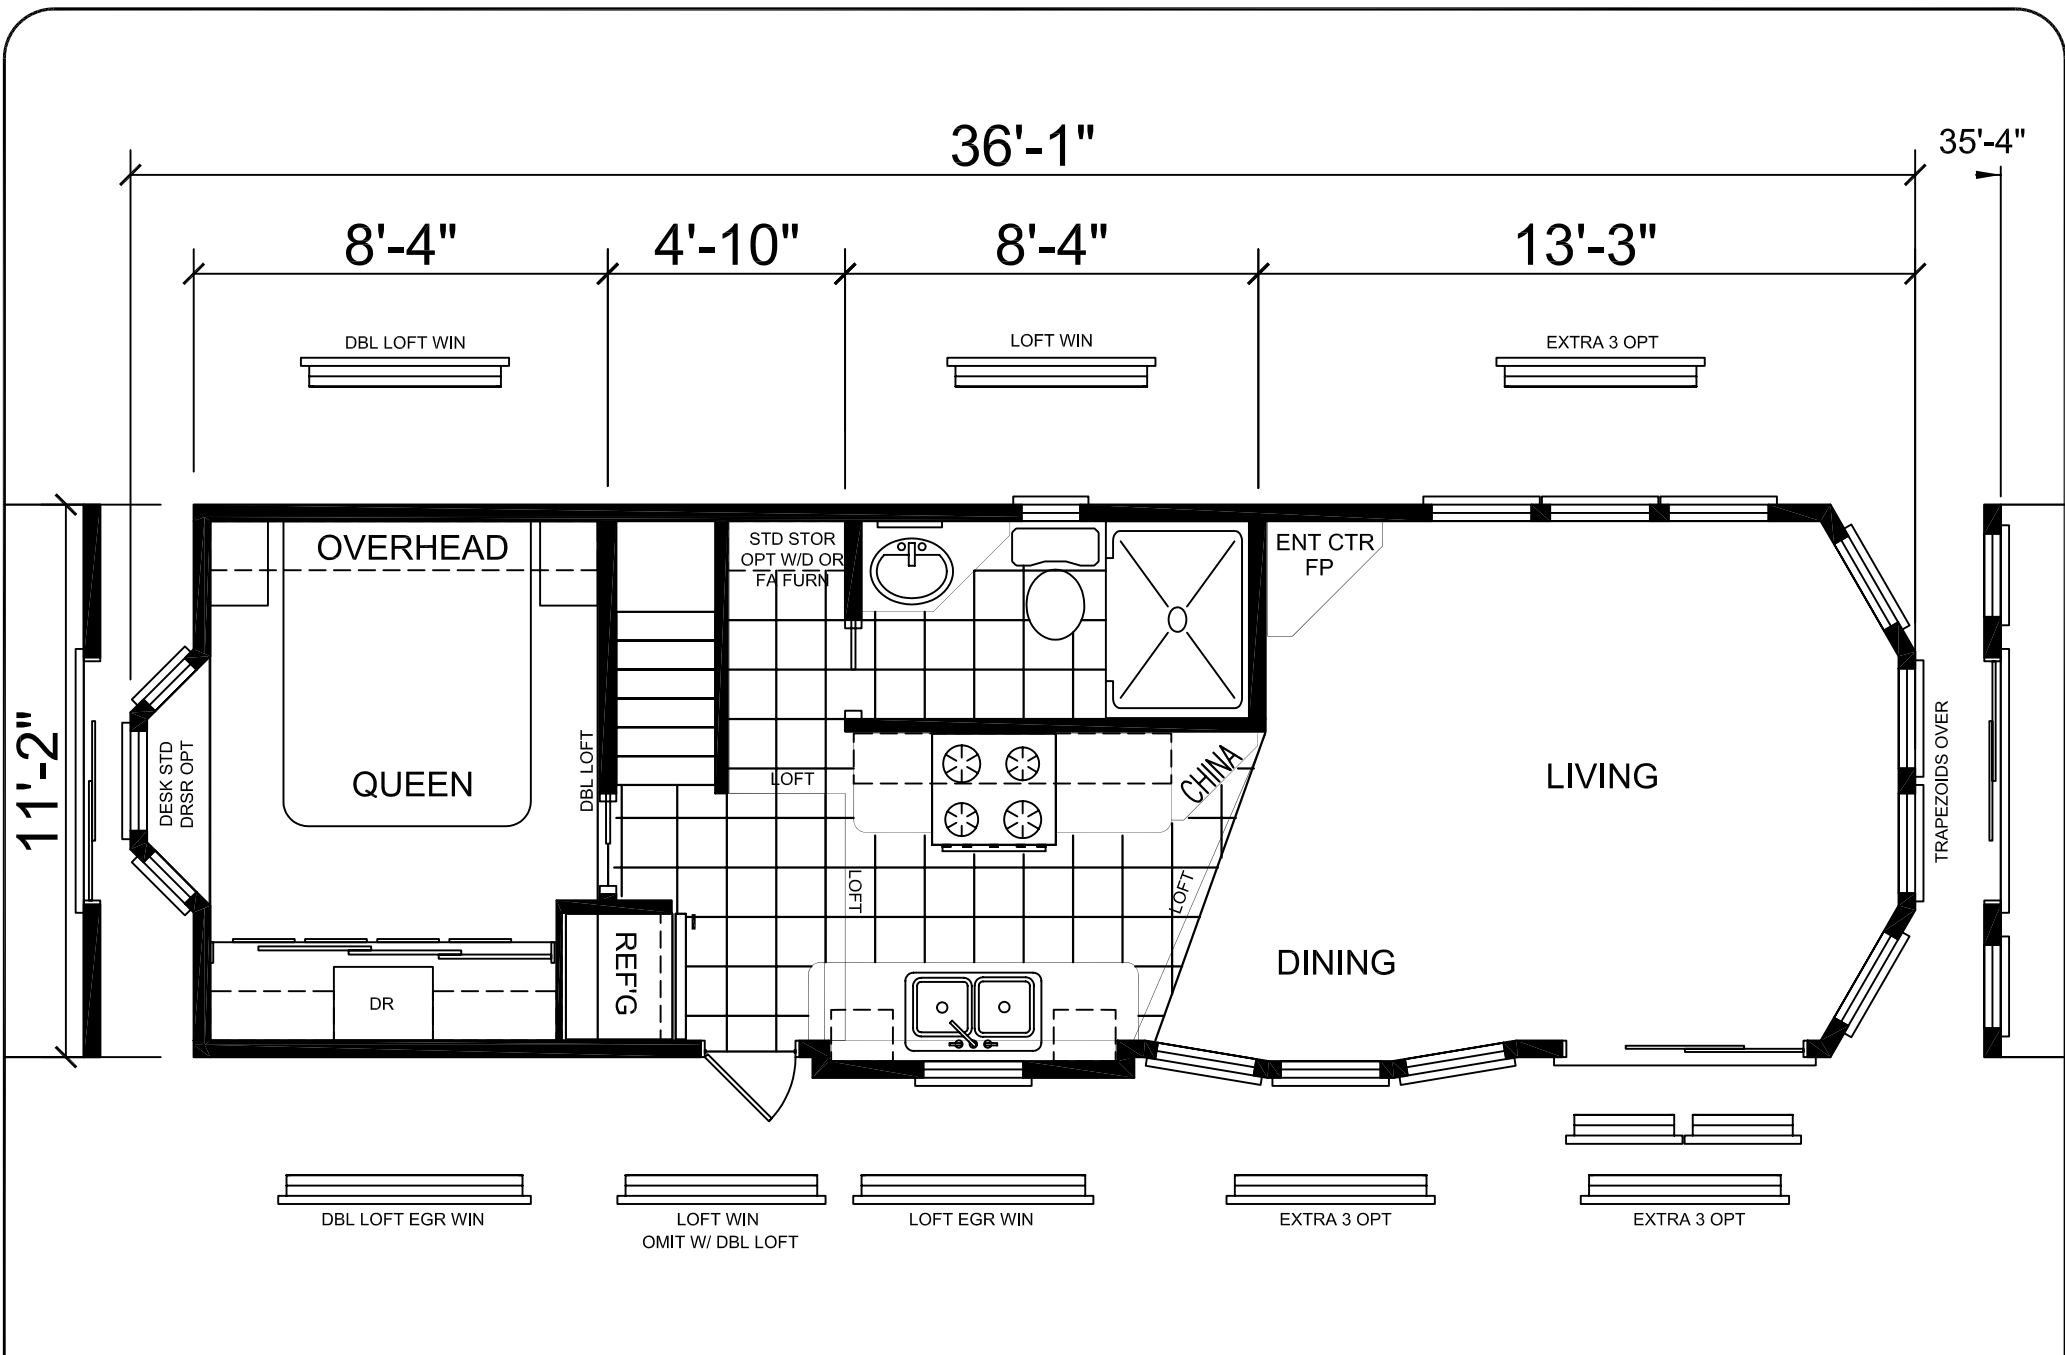 36'-1"
35'-4"
8'-4"
4'-10"
8'-4"
13'-3"
DBL LOFT WIN
LOFT WIN
EXTRA 3 OPT
OVERHEAD
STD STOR
OPT W/D OR
FA FURN
ENT CTR
FP
11'-2"
DESK STD
DRSR OPT
QUEEN
DBL LOFT
LOFT
CHINA
LIVING
TRAPEZOIDS OVER
LOFT
LOFT
REF'G
DINING
DR
DBL LOFT EGR WIN
LOFT WIN
OMIT W/ DBL LOFT
LOFT EGR WIN
EXTRA 3 OPT
EXTRA 3 OPT